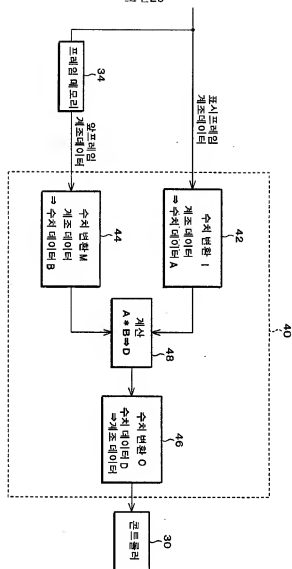 40
표시프레임
계조데이터
42
수치 변환 I
계조데이터
⇒ 수치 데이터 A
34
프레임 메모리
앞프레임
계조데이터
44
수치 변환 M
계조데이터
⇒ 수치 데이터 B
48
계산
A * B⇒D
46
수치 변환 O
수치 데이터 D
⇒계조데이터
30
콘트롤러